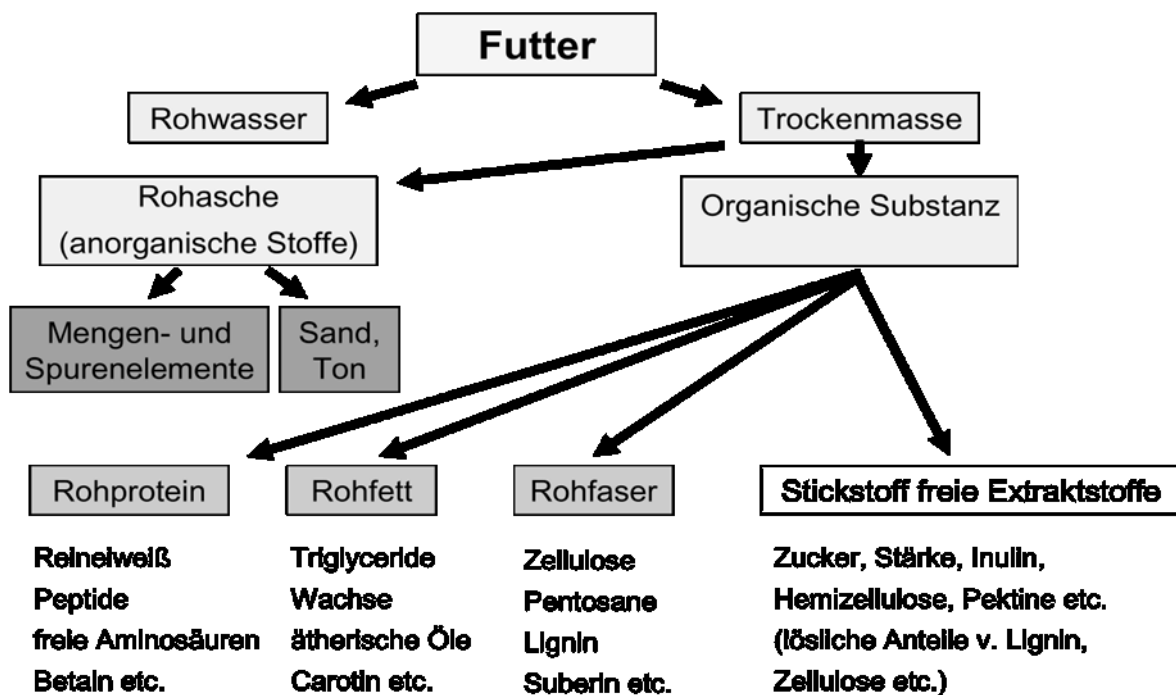 Futter
Rohwasser
Trockenmasse
Rohasche
(anorganische Stoffe)
Organische Substanz
Mengen- und
Spurenelemente
Sand,
Ton
Rohprotein
Rohfett
Rohfaser
Stickstoff freie Extraktstoffe
Reineiweiß
Peptide
freie Aminosäuren
Betain etc.
Triglyceride
Wachse
ätherische Öle
Carotin etc.
Zellulose
Pentosane
Lignin
Suberin etc.
Zucker, Stärke, Inulin,
Hemizellulose, Pektine etc.
(lösliche Anteile v. Lignin,
Zellulose etc.)